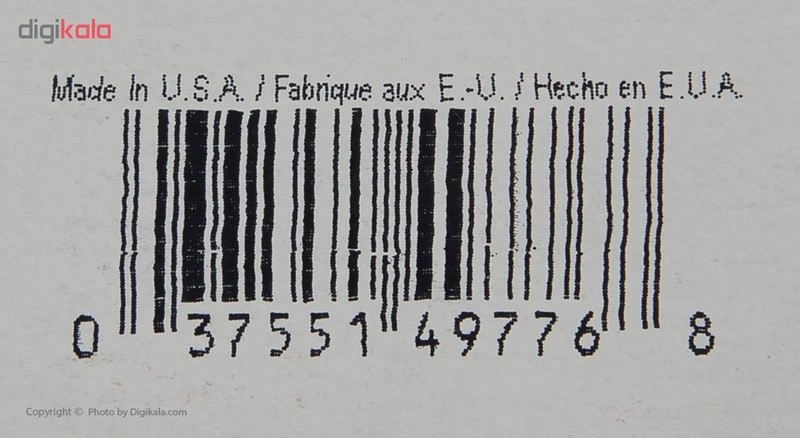 digikala
Made In U.S.A. / Fabrique aux E.-U. / Hecho en E.U.A.
0 37551 49776 8
Copyright © Photo by Digikala.com